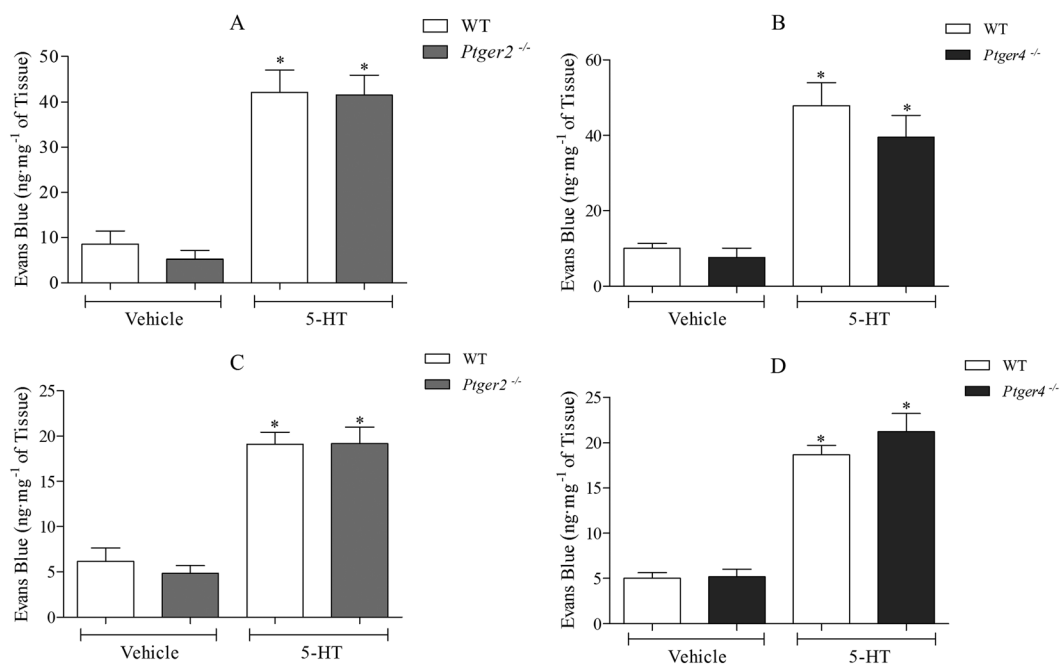 A
WT
Ptger2 -/-
Evans Blue (ng·mg-1 of Tissue)
50
40
30
20
10
0
* *
Vehicle 5-HT
B
WT
Ptger4 -/-
Evans Blue (ng·mg-1 of Tissue)
60
40
20
0
* *
Vehicle 5-HT
C
WT
Ptger2 -/-
Evans Blue (ng·mg-1 of Tissue)
25
20
15
10
5
0
* *
Vehicle 5-HT
D
WT
Ptger4 -/-
Evans Blue (ng·mg-1 of Tissue)
25
20
15
10
5
0
* *
Vehicle 5-HT